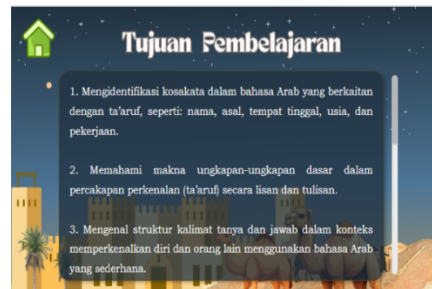 Tujuan Pembelajaran
1. Mengidentifikasi kosakata dalam bahasa Arab yang berkaitan
dengan ta'aruf, seperti: nama, asal, tempat tinggal, usia, dan
pekerjaan.
2. Memahami makna ungkapan-ungkapan dasar dalam
percakapan perkenalan (ta'aruf) secara lisan dan tulisan.
3. Mengenal struktur kalimat tanya dan jawab dalam konteks
memperkenalkan diri dan orang lain menggunakan bahasa Arab
yang sederhana.